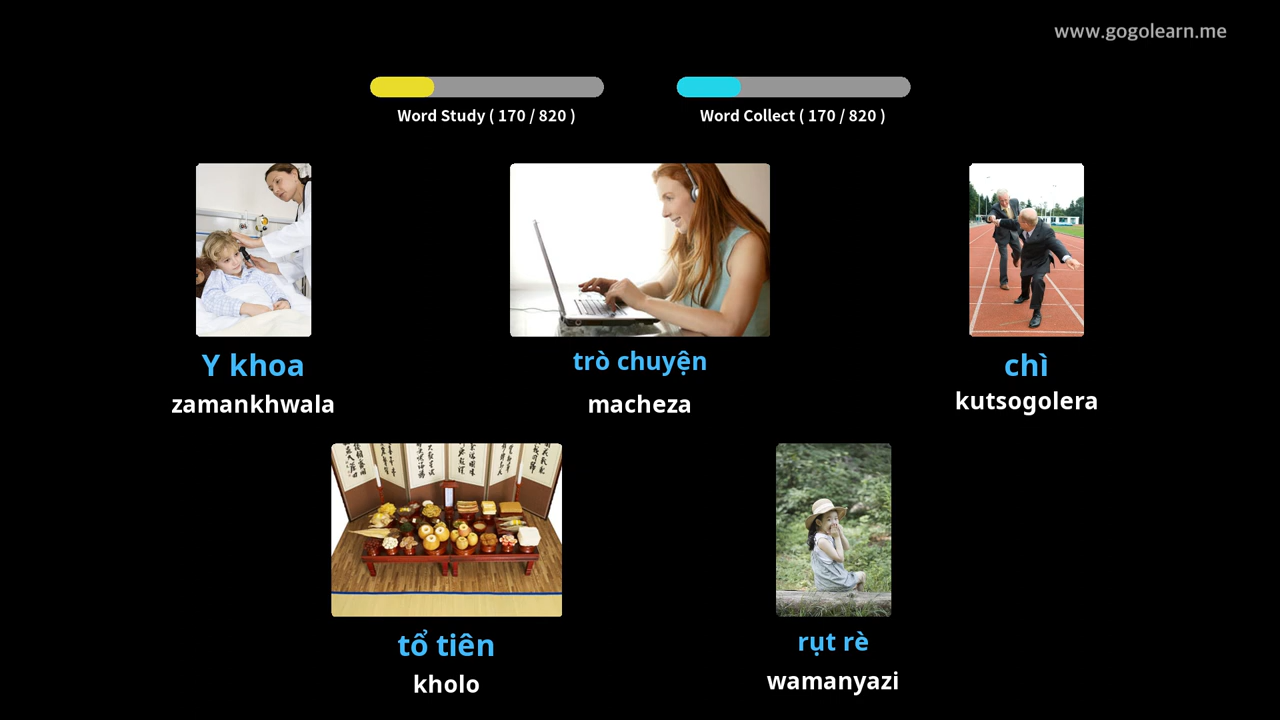 www.gogolearn.me
Word Study ( 170 / 820 )
Word Collect ( 170 / 820 )
Y khoa
zamankhwala
trò chuyện
macheza
chì
kutsogolera
tổ tiên
kholo
rụt rè
wamanyazi